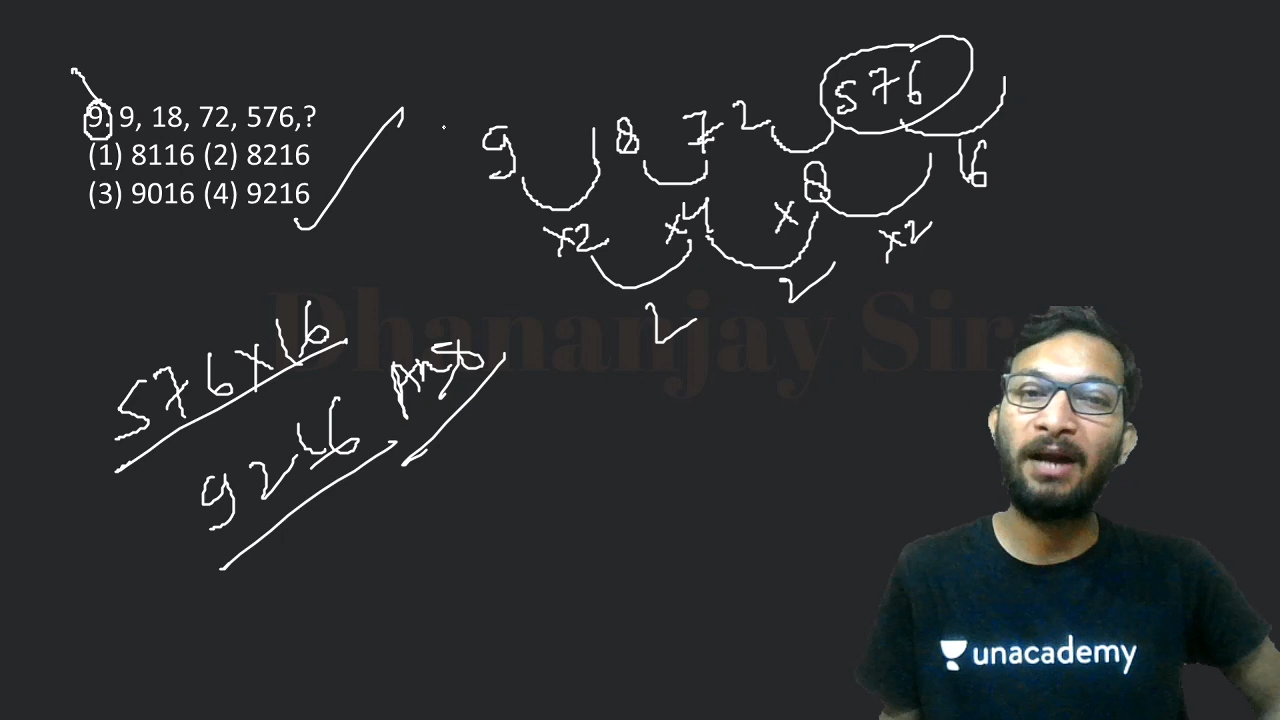 9. 9, 18, 72, 576,?
(1) 8116 (2) 8216
(3) 9016 (4) 9216
9 18 72 576
×2 ×4 ×8 16
2 2 ×2
576×16
9216 Ans
Dhananjay Sir
unacademy